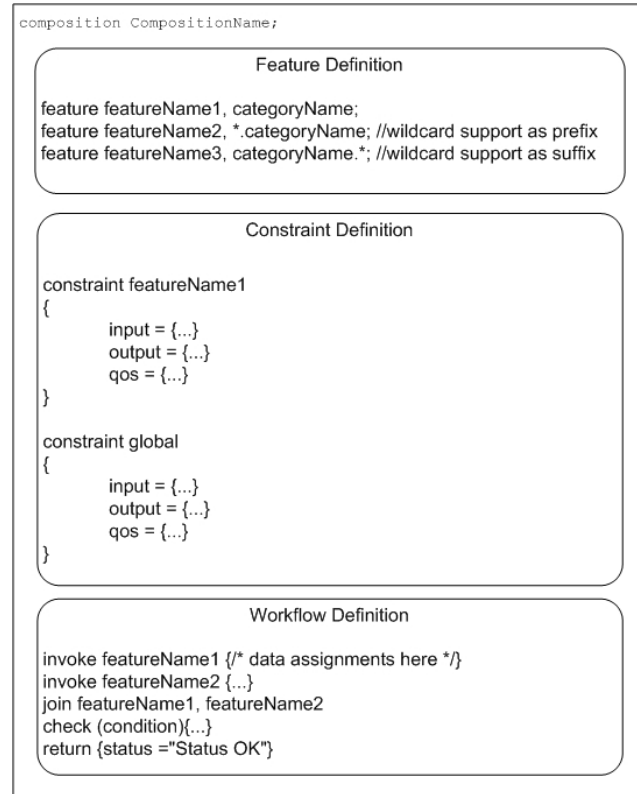 composition CompositionName;
Feature Definition
feature featureName1, categoryName;
feature featureName2, *.categoryName; //wildcard support as prefix
feature featureName3, categoryName.*; //wildcard support as suffix
Constraint Definition
constraint featureName1
{
input = {...}
output = {...}
qos = {...}
}
constraint global
{
input = {...}
output = {...}
qos = {...}
}
Workflow Definition
invoke featureName1 {/* data assignments here */}
invoke featureName2 {...}
join featureName1, featureName2
check (condition){...}
return {status ="Status OK"}